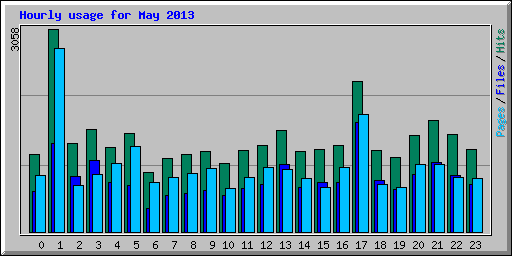 Hourly usage for May 2013
3058
Pages / Files / Hits
0 1 2 3 4 5 6 7 8 9 10 11 12 13 14 15 16 17 18 19 20 21 22 23